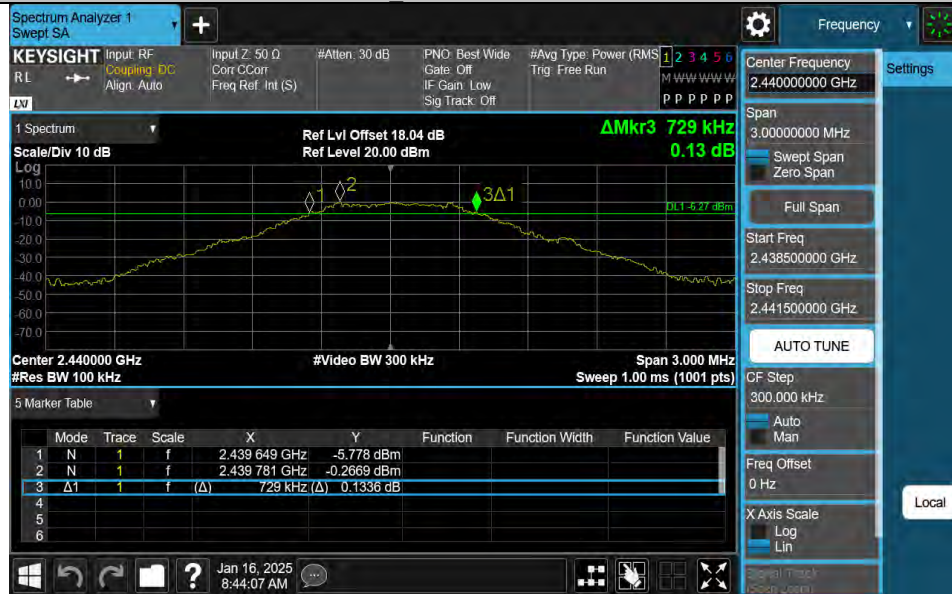 Spectrum Analyzer 1
Swept SA
+
Frequency
KEYSIGHT
RL
LXI
Input: RF
Coupling: DC
Align: Auto
Input Z: 50 Ω
Corr CCorr
Freq Ref: Int (S)
#Atten: 30 dB
PNO: Best Wide
Gate: Off
IF Gain: Low
Sig Track: Off
#Avg Type: Power (RMS
Trig: Free Run
1 2 3 4 5 6
M W W W W W
P P P P P P
1 Spectrum
Scale/Div 10 dB
Ref Lvl Offset 18.04 dB
Ref Level 20.00 dBm
ΔMkr3 729 kHz
0.13 dB
Log
10.0
0.00
-10.0
-20.0
-30.0
-40.0
-50.0
-60.0
-70.0
1
2
3Δ1
DL1 -6.27 dBm
Center 2.440000 GHz
#Video BW 300 kHz
Span 3.000 MHz
#Res BW 100 kHz
Sweep 1.00 ms (1001 pts)
5 Marker Table
Mode Trace Scale X Y Function Function Width Function Value
1 N 1 f 2.439 649 GHz -5.778 dBm
2 N 1 f 2.439 781 GHz -0.2669 dBm
3 Δ1 1 f (Δ) 729 kHz (Δ) 0.1336 dB
4
5
6
?
Jan 16, 2025
8:44:07 AM
Center Frequency
2.440000000 GHz
Span
3.00000000 MHz
Swept Span
Zero Span
Full Span
Start Freq
2.438500000 GHz
Stop Freq
2.441500000 GHz
AUTO TUNE
CF Step
300.000 kHz
Auto
Man
Freq Offset
0 Hz
X Axis Scale
Log
Lin
Signal Track
(Span Zoom)
Settings
Local